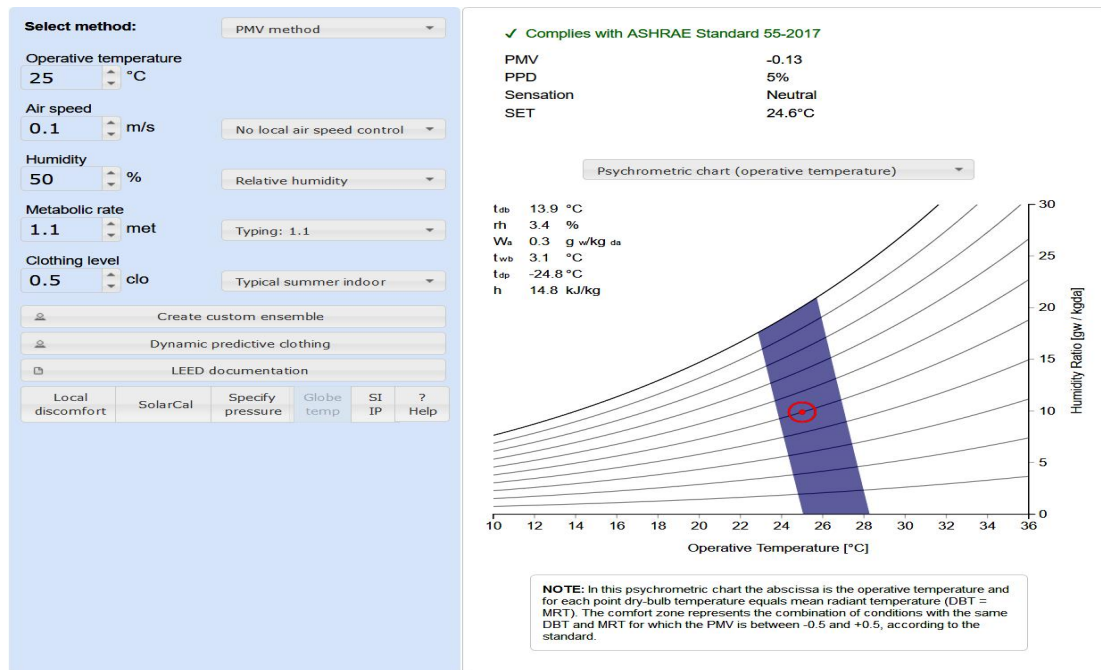 Select method:
PMV method
Operative temperature
25 °C
Air speed
0.1 m/s
No local air speed control
Humidity
50 %
Relative humidity
Metabolic rate
1.1 met
Typing: 1.1
Clothing level
0.5 clo
Typical summer indoor
Create custom ensemble
Dynamic predictive clothing
LEED documentation
Local discomfort
SolarCal
Specify pressure
Globe temp
SI IP
? Help
✓ Complies with ASHRAE Standard 55-2017
PMV -0.13
PPD 5%
Sensation Neutral
SET 24.6°C
Psychrometric chart (operative temperature)
tdb 13.9 °C
rh 3.4 %
Wa 0.3 g w/kg da
twb 3.1 °C
tdp -24.8 °C
h 14.8 kJ/kg
30
25
20
15
10
5
0
Humidity Ratio [gw / kgda]
10 12 14 16 18 20 22 24 26 28 30 32 34 36
Operative Temperature [°C]
NOTE: In this psychrometric chart the abscissa is the operative temperature and
for each point dry-bulb temperature equals mean radiant temperature (DBT =
MRT). The comfort zone represents the combination of conditions with the same
DBT and MRT for which the PMV is between -0.5 and +0.5, according to the
standard.